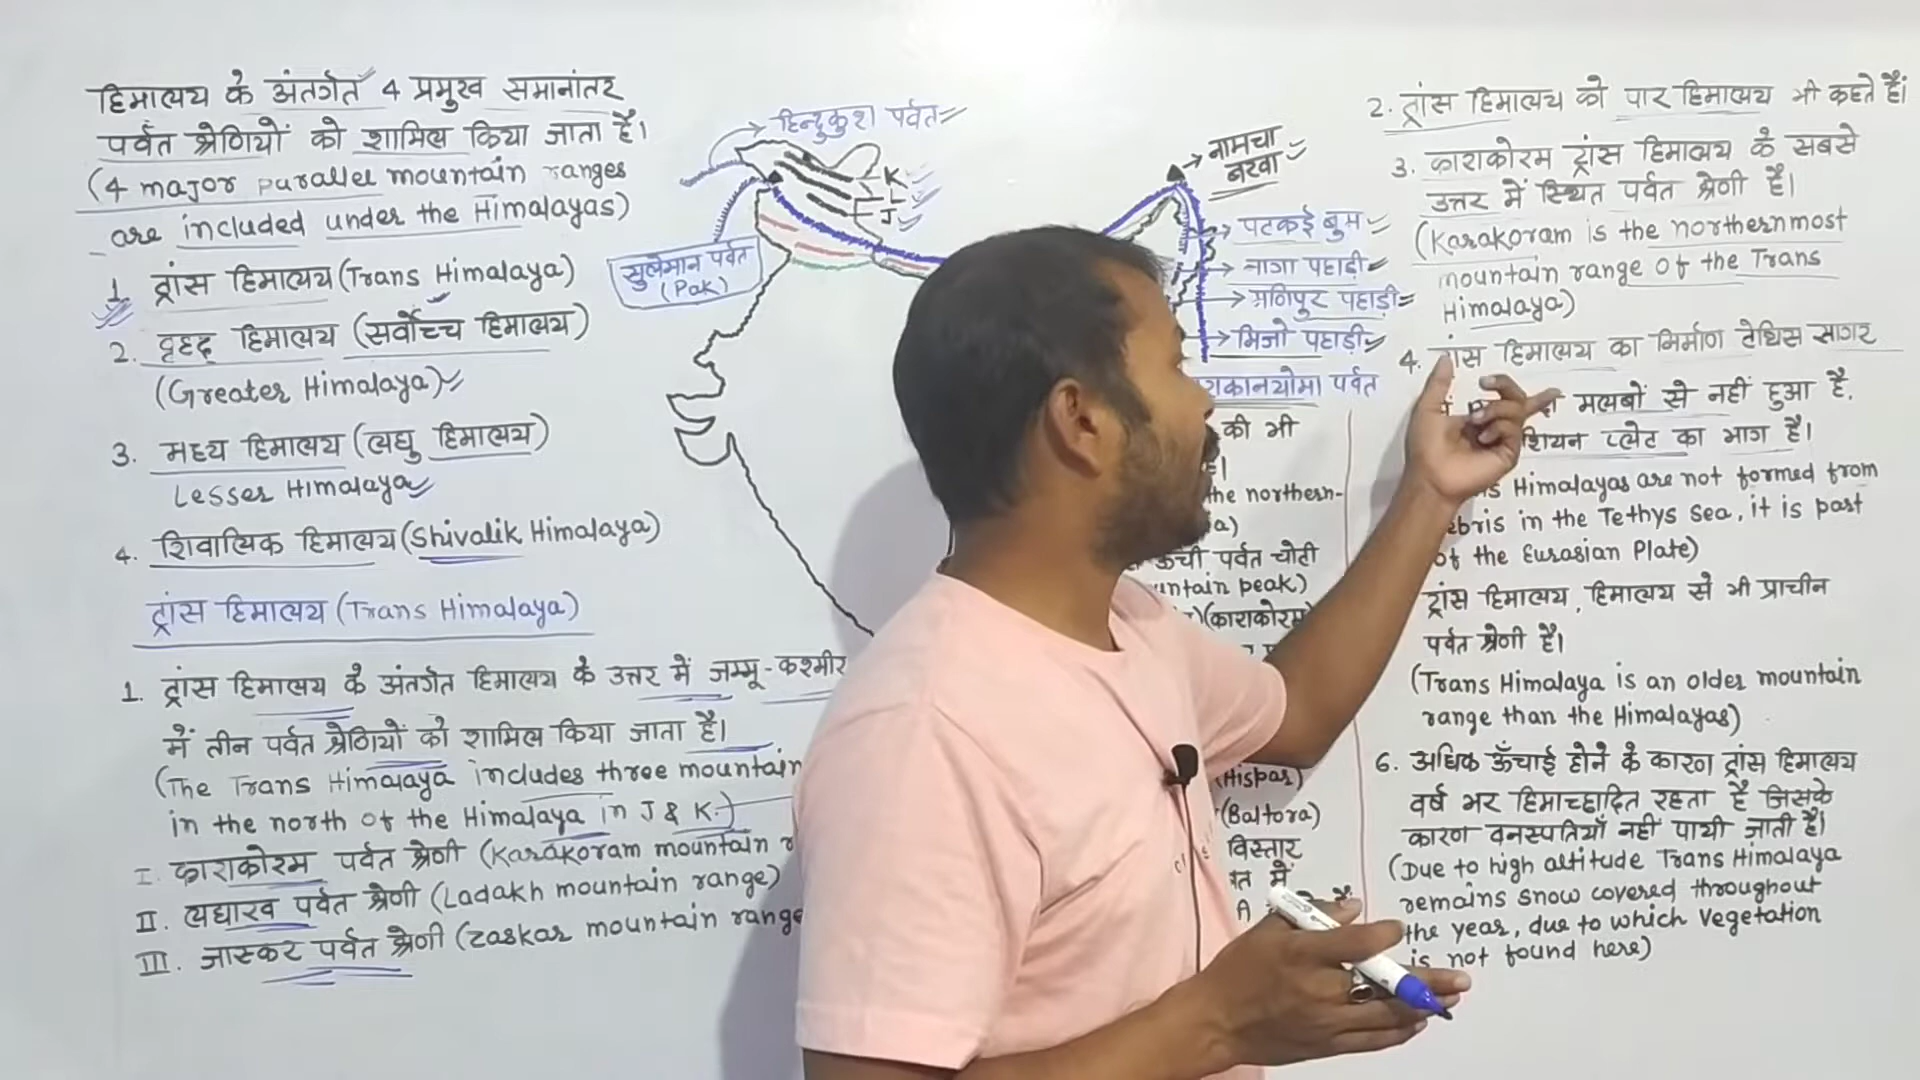 हिमालय के अंतर्गत 4 प्रमुख समानांतर
पर्वत श्रेणियों को शामिल किया जाता है।
(4 major parallel mountain ranges
are included under the Himalayas)
1. ट्रांस हिमालय (Trans Himalaya)
2. वृहद् हिमालय (सर्वोच्च हिमालय)
(Greater Himalaya)
3. मध्य हिमालय (लघु हिमालय)
Lesser Himalaya
4. शिवालिक हिमालय (Shivalik Himalaya)
ट्रांस हिमालय (Trans Himalaya)
1. ट्रांस हिमालय के अंतर्गत हिमालय के उत्तर में जम्मू-कश्मीर
में तीन पर्वत श्रेणियों को शामिल किया जाता है।
(The Trans Himalaya includes three mountain
in the north of the Himalaya in J & K.)
I. काराकोरम पर्वत श्रेणी (Karakoram mountain
II. लद्दाख पर्वत श्रेणी (Ladakh mountain range)
III. जास्कर पर्वत श्रेणी (Zaskar mountain range
हिन्दुकुश पर्वत
K
L
J
सुलेमान पर्वत
(Pak)
नामचा
बरवा
पटकई बुम
नागा पहाड़ी
मणिपुर पहाड़ी
मिजो पहाड़ी
पर्वत
की भी
the northern-
ऊँची पर्वत चोटी
peak)
(काराकोरम)
(Hispar)
(Baltora)
विस्तार
में
2. ट्रांस हिमालय को पार हिमालय भी कहते हैं।
3. काराकोरम ट्रांस हिमालय के सबसे
उत्तर में स्थित पर्वत श्रेणी है।
(Karakoram is the northernmost
mountain range of the Trans
Himalaya)
4. ट्रांस हिमालय का निर्माण टेथिस सागर
मलबों से नहीं हुआ है.
प्लेट का भाग है।
Himalayas are not formed from
in the Tethys sea, it is past
of the Eurasian Plate)
ट्रांस हिमालय, हिमालय से भी प्राचीन
पर्वत श्रेणी है।
(Trans Himalaya is an older mountain
range than the Himalayas)
6. अधिक ऊँचाई होने के कारण ट्रांस हिमालय
वर्ष भर हिमाच्छादित रहता है जिसके
कारण वनस्पतियाँ नहीं पायी जाती है।
(Due to high altitude Trans Himalaya
remains snow covered throughout
the year, due to which vegetation
is not found here)